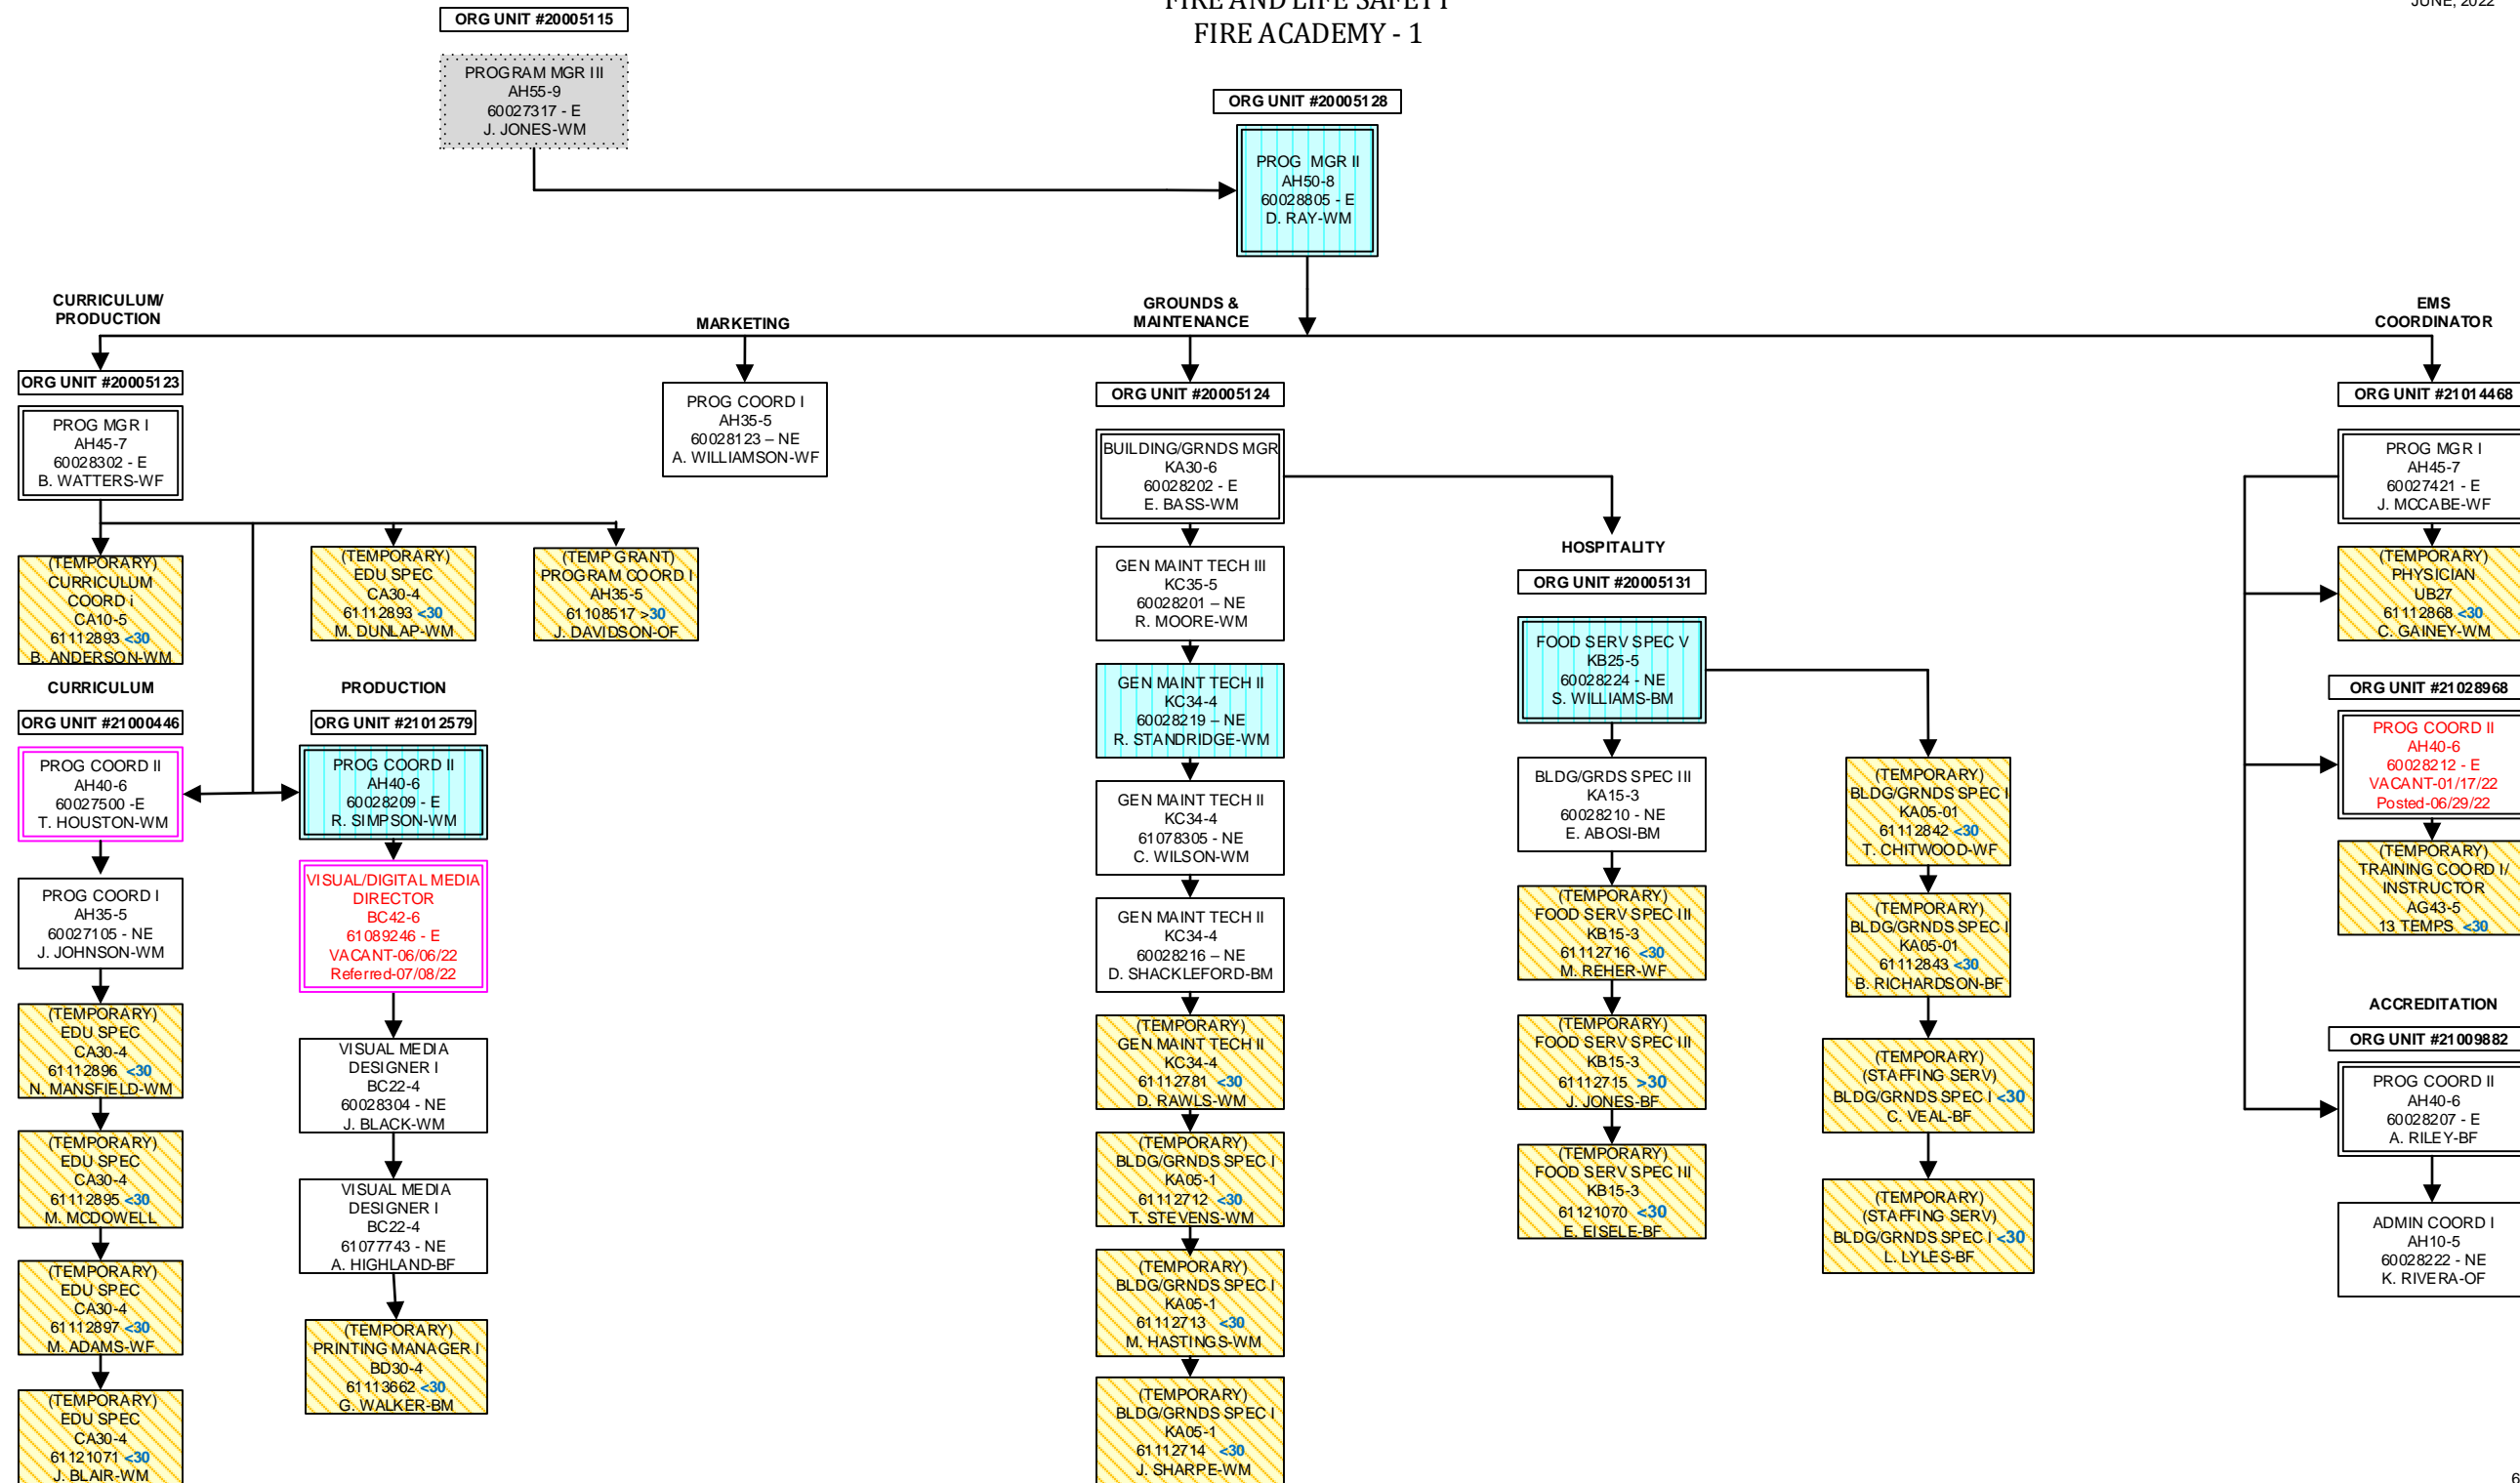 FIRE AND LIFE SAFETY
FIRE ACADEMY - 1
JUNE, 2022
ORG UNIT #20005115
PROGRAM MGR III
AH55-9
60027317 - E
J. JONES-WM
ORG UNIT #20005128
PROG MGR II
AH50-8
60028805 - E
D. RAY-WM
CURRICULUM/
PRODUCTION
MARKETING
GROUNDS &
MAINTENANCE
EMS
COORDINATOR
ORG UNIT #20005123
PROG MGR I
AH45-7
60028302 - E
B. WATTERS-WF
(TEMPORARY)
CURRICULUM
COORD i
CA10-5
61112893 <30
B. ANDERSON-WM
(TEMPORARY)
EDU SPEC
CA30-4
61112893 <30
M. DUNLAP-WM
(TEMP GRANT)
PROGRAM COORD I
AH35-5
61108517 >30
J. DAVIDSON-OF
CURRICULUM
ORG UNIT #21000446
PROG COORD II
AH40-6
60027500 -E
T. HOUSTON-WM
PROG COORD I
AH35-5
60027105 - NE
J. JOHNSON-WM
(TEMPORARY)
EDU SPEC
CA30-4
61112896 <30
N. MANSFIELD-WM
(TEMPORARY)
EDU SPEC
CA30-4
61112895 <30
M. MCDOWELL
(TEMPORARY)
EDU SPEC
CA30-4
61112897 <30
M. ADAMS-WF
(TEMPORARY)
EDU SPEC
CA30-4
61121071 <30
J. BLAIR-WM
PRODUCTION
ORG UNIT #21012579
PROG COORD II
AH40-6
60028209 - E
R. SIMPSON-WM
VISUAL/DIGITAL MEDIA
DIRECTOR
BC42-6
61089246 - E
VACANT-06/06/22
Referred-07/08/22
VISUAL MEDIA
DESIGNER I
BC22-4
60028304 - NE
J. BLACK-WM
VISUAL MEDIA
DESIGNER I
BC22-4
61077743 - NE
A. HIGHLAND-BF
(TEMPORARY)
PRINTING MANAGER I
BD30-4
61113662 <30
G. WALKER-BM
PROG COORD I
AH35-5
60028123 – NE
A. WILLIAMSON-WF
ORG UNIT #20005124
BUILDING/GRNDS MGR
KA30-6
60028202 - E
E. BASS-WM
GEN MAINT TECH III
KC35-5
60028201 – NE
R. MOORE-WM
GEN MAINT TECH II
KC34-4
60028219 – NE
R. STANDRIDGE-WM
GEN MAINT TECH II
KC34-4
61078305 - NE
C. WILSON-WM
GEN MAINT TECH II
KC34-4
60028216 – NE
D. SHACKLEFORD-BM
(TEMPORARY)
GEN MAINT TECH II
KC34-4
61112781 <30
D. RAWLS-WM
(TEMPORARY)
BLDG/GRNDS SPEC I
KA05-1
61112712 <30
T. STEVENS-WM
(TEMPORARY)
BLDG/GRNDS SPEC I
KA05-1
61112713 <30
M. HASTINGS-WM
(TEMPORARY)
BLDG/GRNDS SPEC I
KA05-1
61112714 <30
J. SHARPE-WM
HOSPITALITY
ORG UNIT #20005131
FOOD SERV SPEC V
KB25-5
60028224 - NE
S. WILLIAMS-BM
BLDG/GRDS SPEC III
KA15-3
60028210 - NE
E. ABOSI-BM
(TEMPORARY)
FOOD SERV SPEC III
KB15-3
61112716 <30
M. REHER-WF
(TEMPORARY)
FOOD SERV SPEC III
KB15-3
61112715 >30
J. JONES-BF
(TEMPORARY)
FOOD SERV SPEC III
KB15-3
61121070 <30
E. EISELE-BF
(TEMPORARY)
BLDG/GRNDS SPEC I
KA05-01
61112842 <30
T. CHITWOOD-WF
(TEMPORARY)
BLDG/GRNDS SPEC I
KA05-01
61112843 <30
B. RICHARDSON-BF
(TEMPORARY)
(STAFFING SERV)
BLDG/GRNDS SPEC I <30
C. VEAL-BF
(TEMPORARY)
(STAFFING SERV)
BLDG/GRNDS SPEC I <30
L. LYLES-BF
ORG UNIT #21014468
PROG MGR I
AH45-7
60027421 - E
J. MCCABE-WF
(TEMPORARY)
PHYSICIAN
UB27
61112868 <30
C. GAINEY-WM
ORG UNIT #21028968
PROG COORD II
AH40-6
60028212 - E
VACANT-01/17/22
Posted-06/29/22
(TEMPORARY)
TRAINING COORD I/
INSTRUCTOR
AG43-5
13 TEMPS <30
ACCREDITATION
ORG UNIT #21009882
PROG COORD II
AH40-6
60028207 - E
A. RILEY-BF
ADMIN COORD I
AH10-5
60028222 - NE
K. RIVERA-OF
6